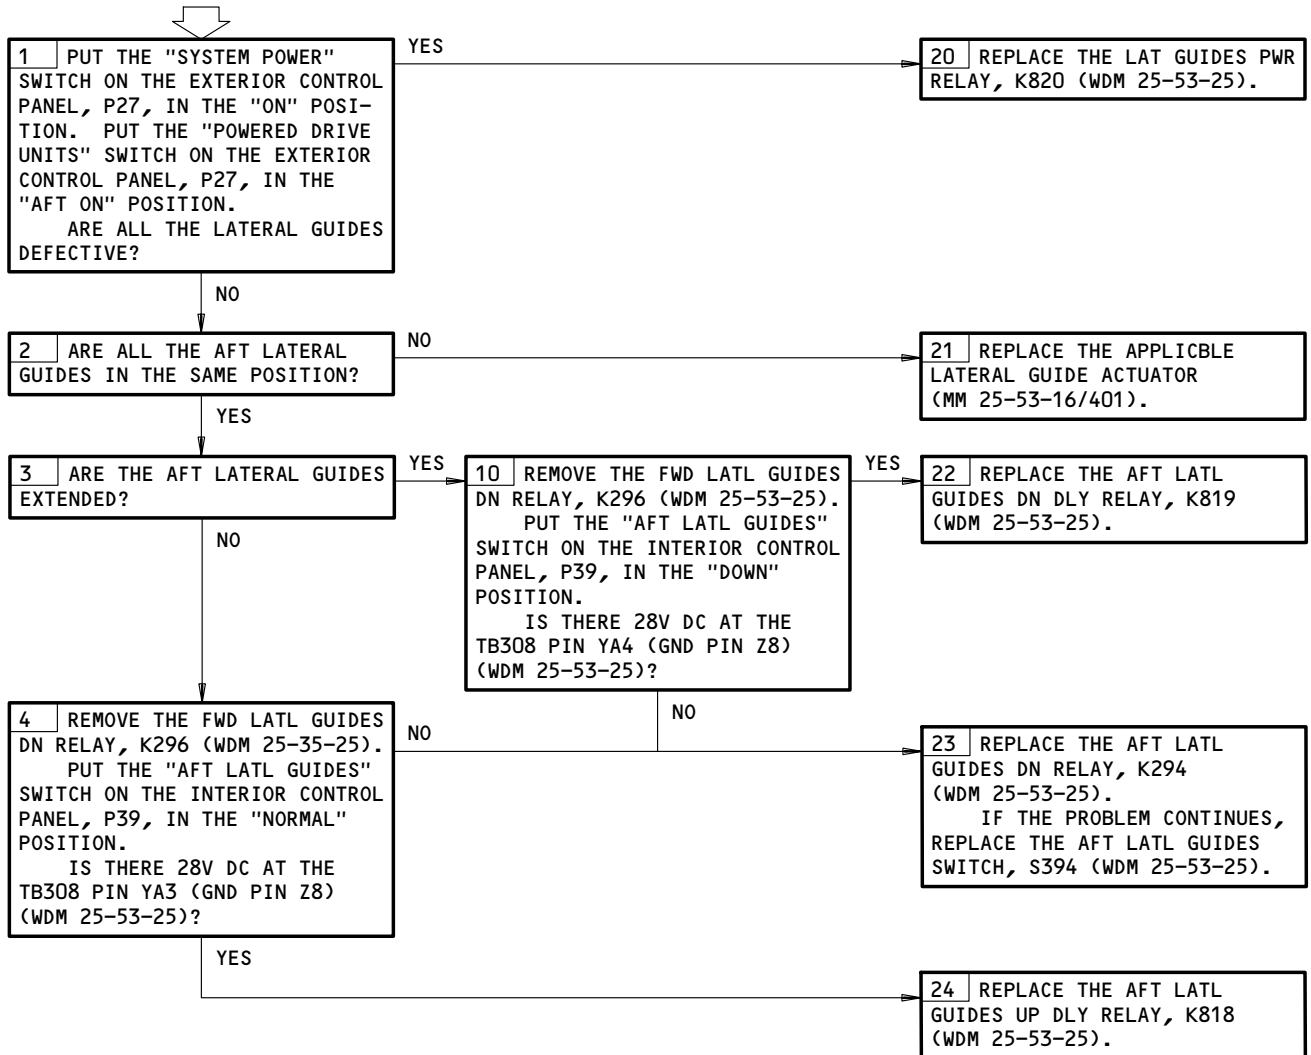 1 PUT THE "SYSTEM POWER"
SWITCH ON THE EXTERIOR CONTROL
PANEL, P27, IN THE "ON" POSI-
TION. PUT THE "POWERED DRIVE
UNITS" SWITCH ON THE EXTERIOR
CONTROL PANEL, P27, IN THE
"AFT ON" POSITION.
ARE ALL THE LATERAL GUIDES
DEFECTIVE?
YES
20 REPLACE THE LAT GUIDES PWR
RELAY, K820 (WDM 25-53-25).
NO
2 ARE ALL THE AFT LATERAL
GUIDES IN THE SAME POSITION?
NO
21 REPLACE THE APPLICBLE
LATERAL GUIDE ACTUATOR
(MM 25-53-16/401).
YES
3 ARE THE AFT LATERAL GUIDES
EXTENDED?
YES
10 REMOVE THE FWD LATL GUIDES
DN RELAY, K296 (WDM 25-53-25).
PUT THE "AFT LATL GUIDES"
SWITCH ON THE INTERIOR CONTROL
PANEL, P39, IN THE "DOWN"
POSITION.
IS THERE 28V DC AT THE
TB308 PIN YA4 (GND PIN Z8)
(WDM 25-53-25)?
YES
22 REPLACE THE AFT LATL
GUIDES DN DLY RELAY, K819
(WDM 25-53-25).
NO
NO
4 REMOVE THE FWD LATL GUIDES
DN RELAY, K296 (WDM 25-35-25).
PUT THE "AFT LATL GUIDES"
SWITCH ON THE INTERIOR CONTROL
PANEL, P39, IN THE "NORMAL"
POSITION.
IS THERE 28V DC AT THE
TB308 PIN YA3 (GND PIN Z8)
(WDM 25-53-25)?
NO
23 REPLACE THE AFT LATL
GUIDES DN RELAY, K294
(WDM 25-53-25).
IF THE PROBLEM CONTINUES,
REPLACE THE AFT LATL GUIDES
SWITCH, S394 (WDM 25-53-25).
YES
24 REPLACE THE AFT LATL
GUIDES UP DLY RELAY, K818
(WDM 25-53-25).